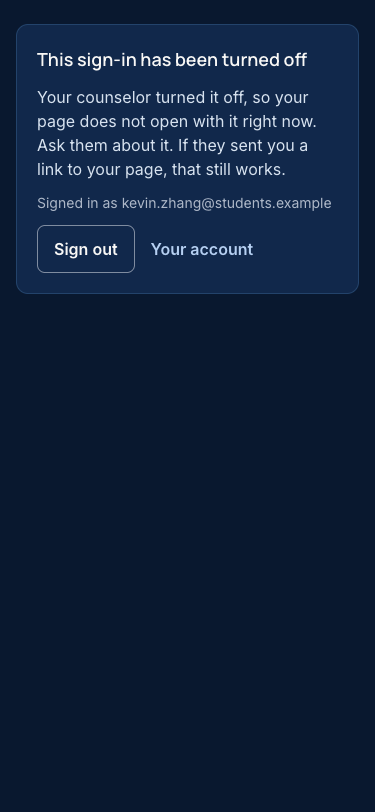 This sign-in has been turned off
Your counselor turned it off, so your
page does not open with it right now.
Ask them about it. If they sent you a
link to your page, that still works.
Signed in as kevin.zhang@students.example
Sign out
Your account